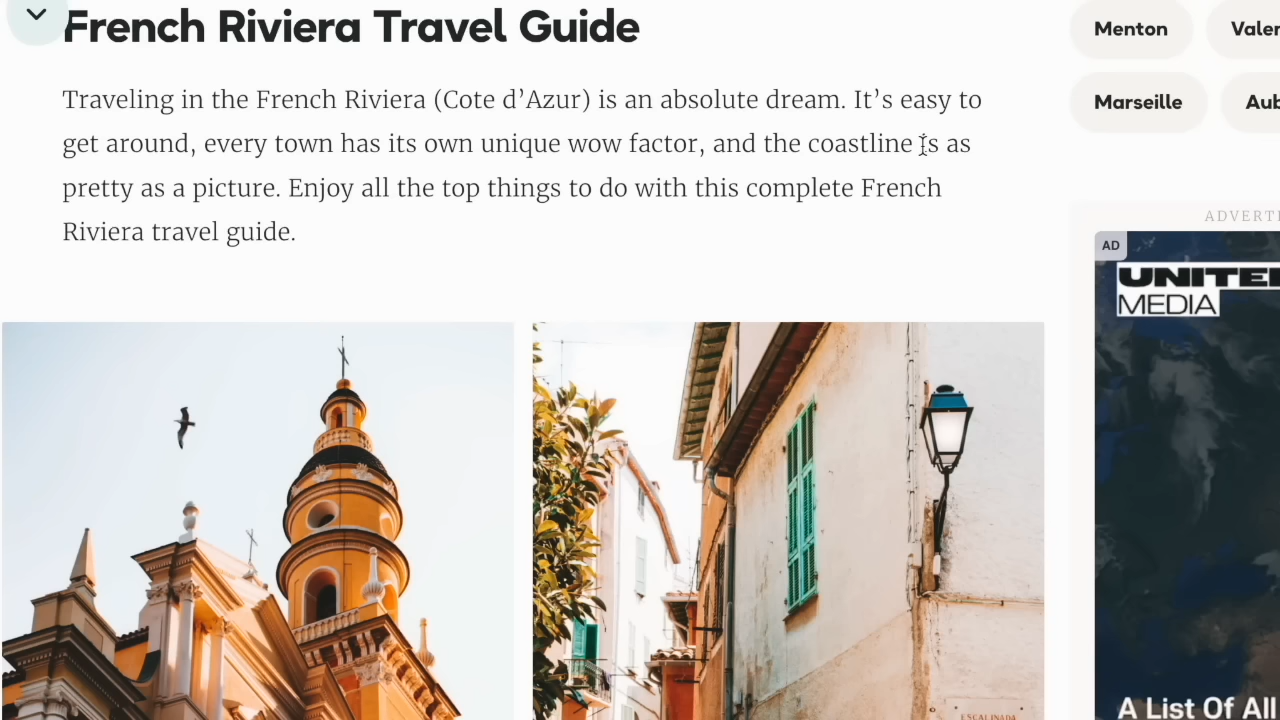 French Riviera Travel Guide
Traveling in the French Riviera (Cote d’Azur) is an absolute dream. It’s easy to
get around, every town has its own unique wow factor, and the coastline is as
pretty as a picture. Enjoy all the top things to do with this complete French
Riviera travel guide.
Menton
Marseille
AD
MEDIA
A List Of All
ESCALINADA